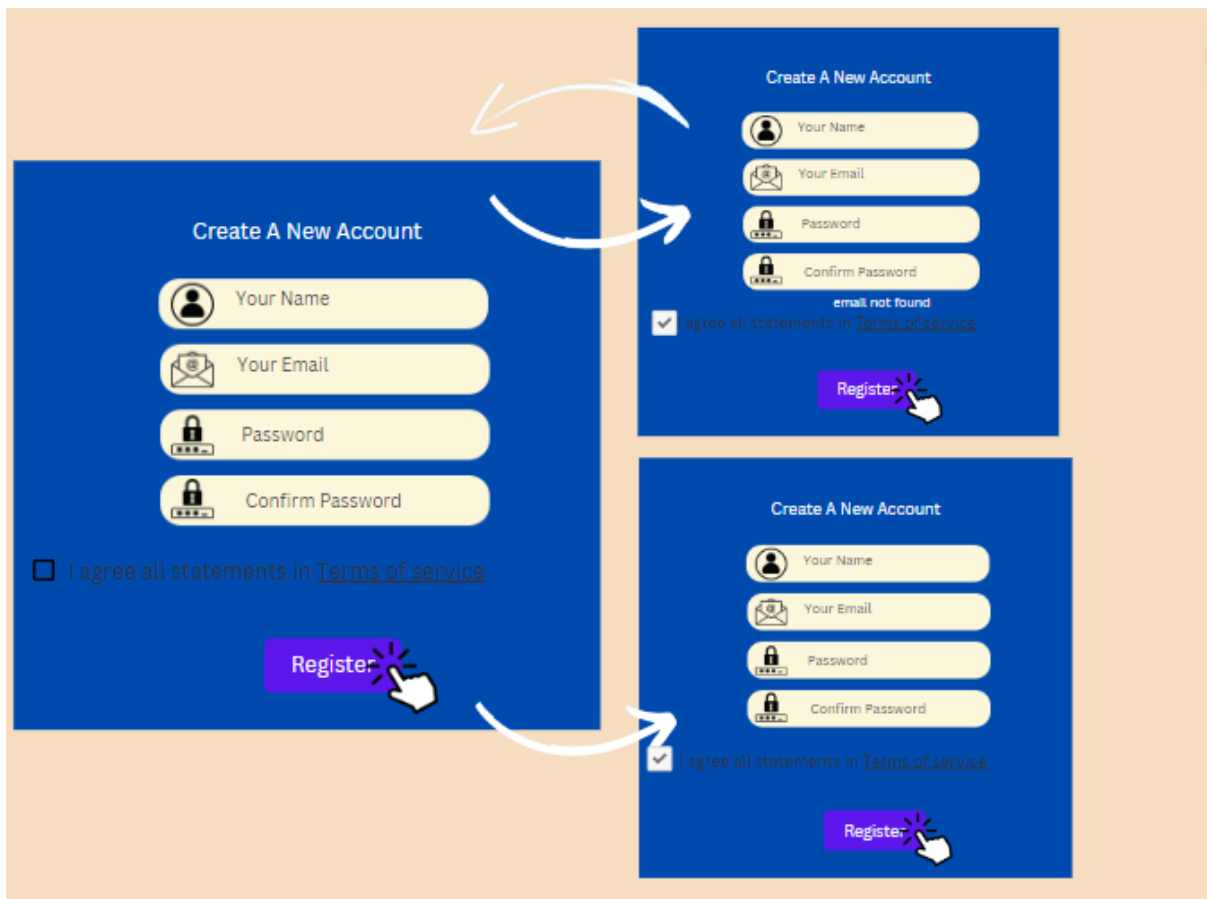 Create A New Account
Your Name
Your Email
Password
Confirm Password
I agree all statements in Terms of service
Register
Create A New Account
Your Name
Your Email
Password
Confirm Password
email not found
I agree all statements in Terms of service
Register
Create A New Account
Your Name
Your Email
Password
Confirm Password
I agree all statements in Terms of service
Register